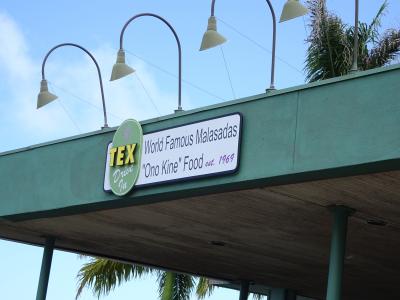 TEX
Drive
In
World Famous Malasadas
"Ono Kine" Food est. 1969